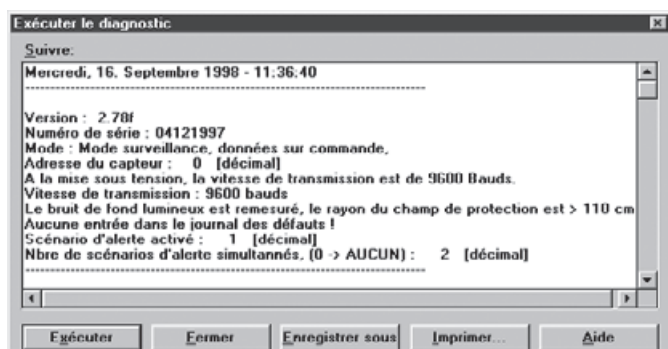 Exécuter le diagnostic
Suivre:
Mercredi, 16. Septembre 1998 - 11:36:40
----------------------------------------------------------------------
Version : 2.78f
Numéro de série : 04121997
Mode : Mode surveillance, données sur commande,
Adresse du capteur : 0 [décimal]
A la mise sous tension, la vitesse de transmission est de 9600 Bauds.
Vitesse de transmission : 9600 bauds
Le bruit de fond lumineux est remesuré, le rayon du champ de protection est > 110 cm
Aucune entrée dans le journal des défauts !
Scénario d'alerte activé : 1 [décimal]
Nbre de scénarios d'alerte simultannés, (0 -> AUCUN) : 2 [décimal]
----------------------------------------------------------------------
Exécuter Fermer Enregistrer sous Imprimer... Aide